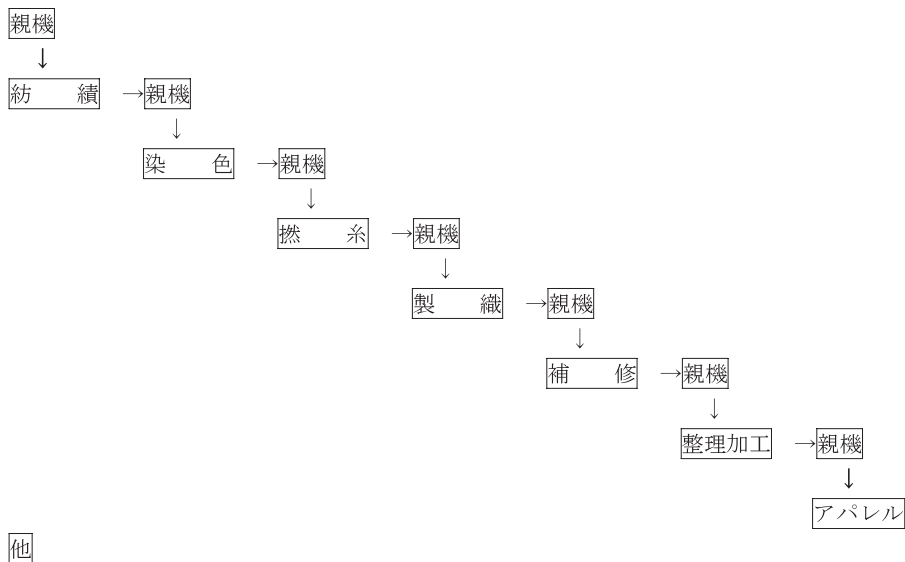 親機
↓
紡 績 →親機
↓
染 色 →親機
↓
撚 糸 →親機
↓
製 織 →親機
↓
補 修 →親機
↓
整理加工 →親機
↓
アパレル
他